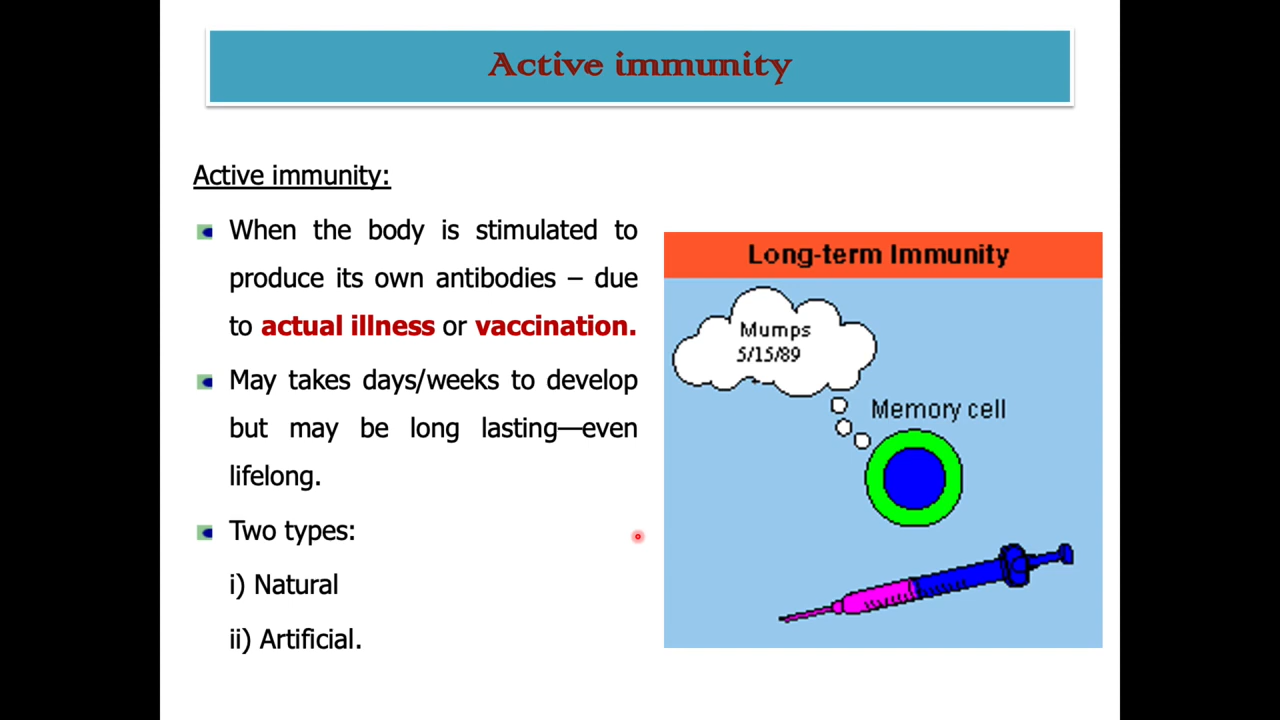 Active immunity
Active immunity:
When the body is stimulated to
produce its own antibodies – due
to actual illness or vaccination.
May takes days/weeks to develop
but may be long lasting—even
lifelong.
Two types:
i) Natural
ii) Artificial.
Long-term Immunity
Mumps
5/15/89
Memory cell